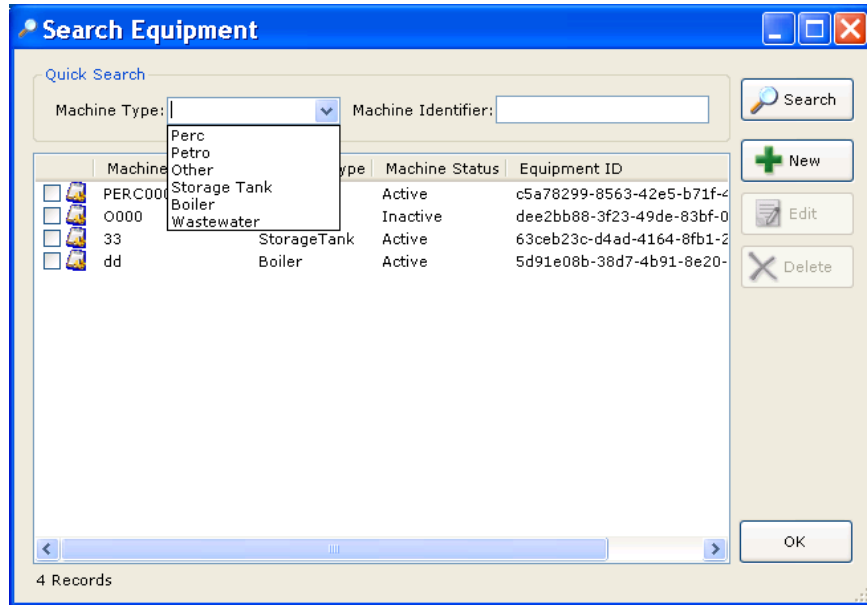 Search Equipment
Quick Search
Machine Type: Machine Identifier: Search
Perc
Petro
Other
Storage Tank
Boiler
Wastewater
Machine ype Machine Status Equipment ID New
PERC000 Active c5a78299-8563-42e5-b71f-4
O000 Inactive dee2bb88-3f23-49de-83bf-0 Edit
33 StorageTank Active 63ceb23c-d4ad-4164-8fb1-2
dd Boiler Active 5d91e08b-38d7-4b91-8e20- Delete
OK
4 Records